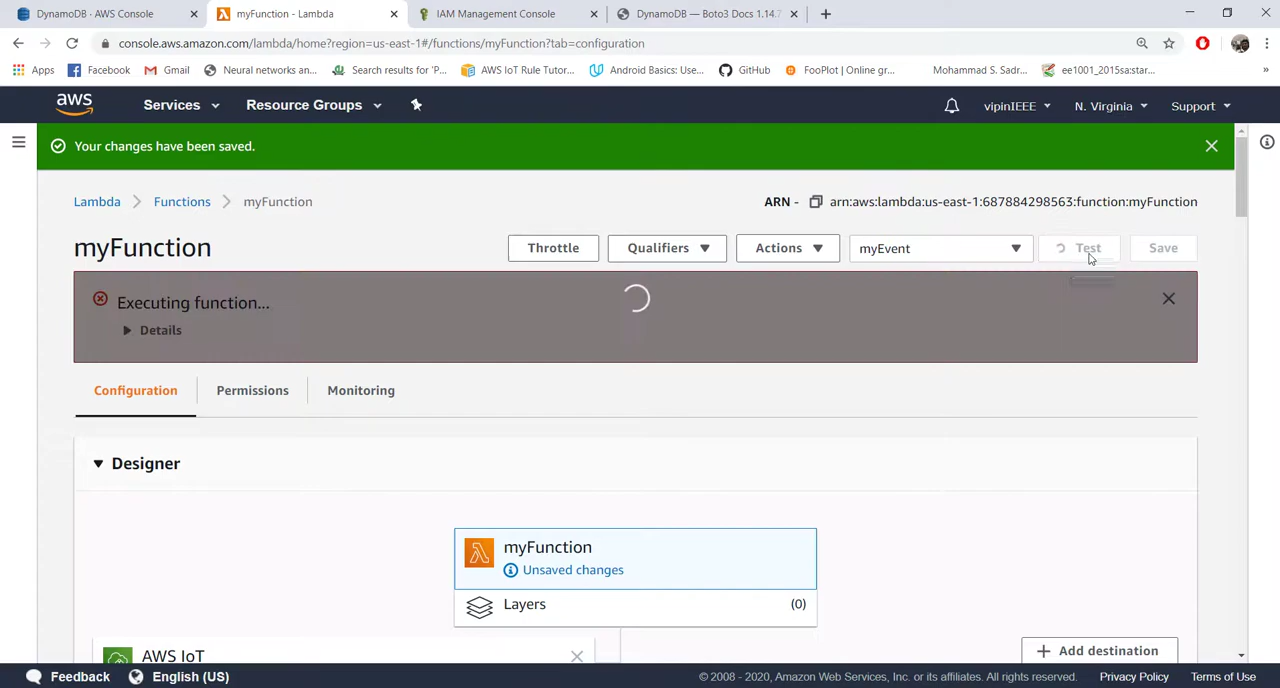 DynamoDB · AWS Console
myFunction - Lambda
IAM Management Console
DynamoDB — Boto3 Docs 1.14.7
console.aws.amazon.com/lambda/home?region=us-east-1#/functions/myFunction?tab=configuration
Apps
Facebook
Gmail
Neural networks an...
Search results for 'P...
AWS IoT Rule Tutor...
Android Basics: Use...
GitHub
FooPlot | Online gr...
Mohammad S. Sadr...
ee1001_2015sa:star...
»
aws
Services
Resource Groups
vipinIEEE
N. Virginia
Support
Your changes have been saved.
Lambda
Functions
myFunction
ARN - arn:aws:lambda:us-east-1:687884298563:function:myFunction
myFunction
Throttle
Qualifiers
Actions
myEvent
Test
Save
Executing function...
Details
Configuration
Permissions
Monitoring
Designer
myFunction
Unsaved changes
Layers
(0)
AWS IoT
Add destination
Feedback
English (US)
© 2008 - 2020, Amazon Web Services, Inc. or its affiliates. All rights reserved.
Privacy Policy
Terms of Use